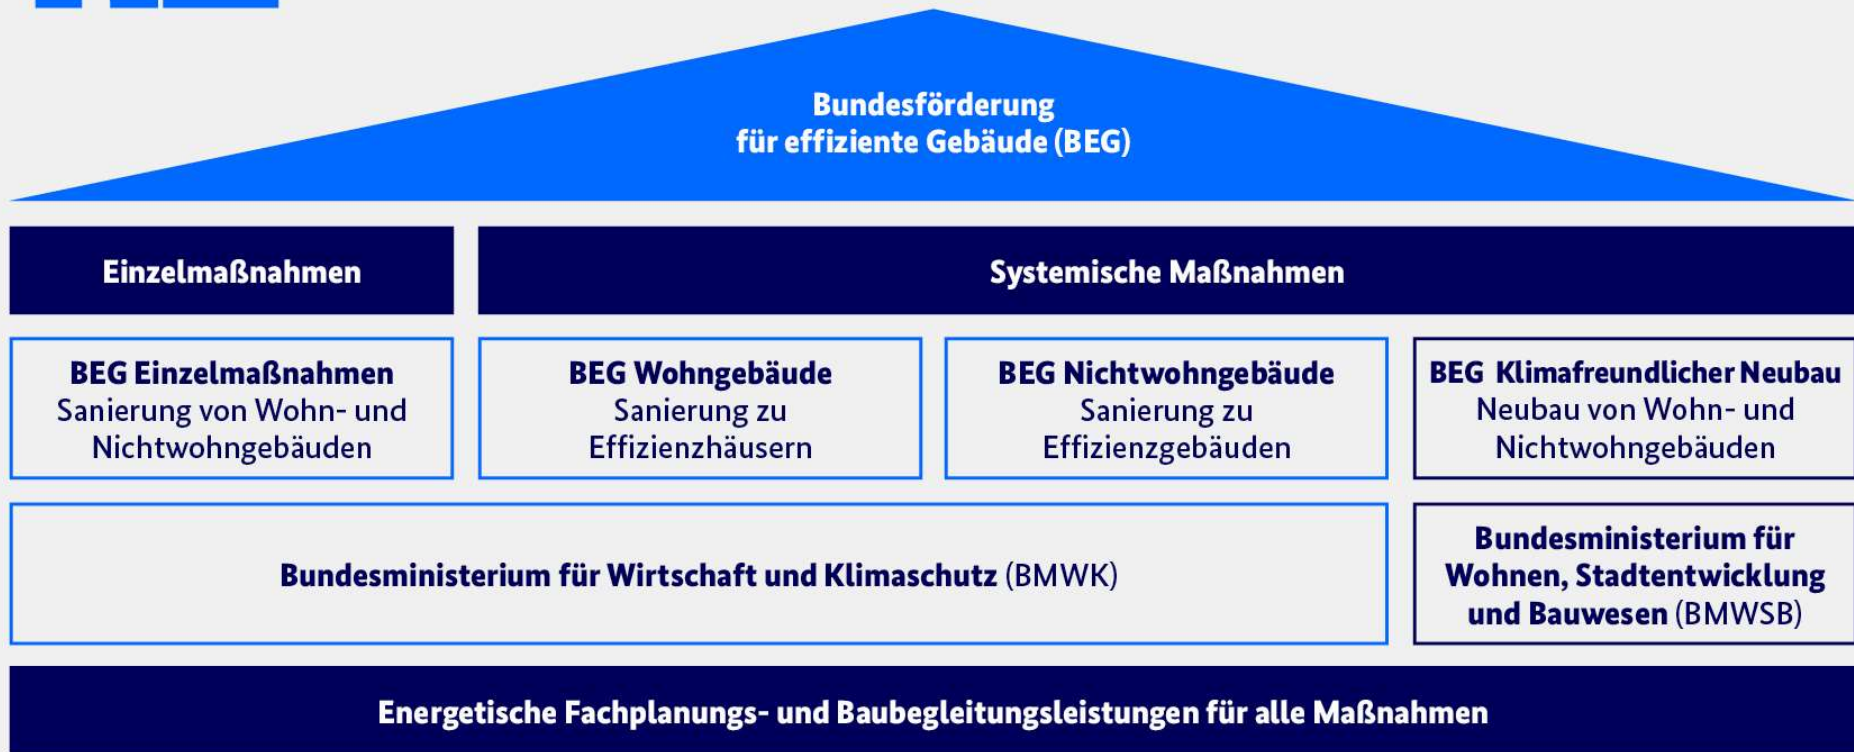 Bundesförderung
für effiziente Gebäude (BEG)
Einzelmaßnahmen
Systemische Maßnahmen
BEG Einzelmaßnahmen
Sanierung von Wohn- und
Nichtwohngebäuden
BEG Wohngebäude
Sanierung zu
Effizienzhäusern
BEG Nichtwohngebäude
Sanierung zu
Effizienzgebäuden
BEG Klimafreundlicher Neubau
Neubau von Wohn- und
Nichtwohngebäuden
Bundesministerium für Wirtschaft und Klimaschutz (BMWK)
Bundesministerium für
Wohnen, Stadtentwicklung
und Bauwesen (BMWSB)
Energetische Fachplanungs- und Baubegleitungsleistungen für alle Maßnahmen